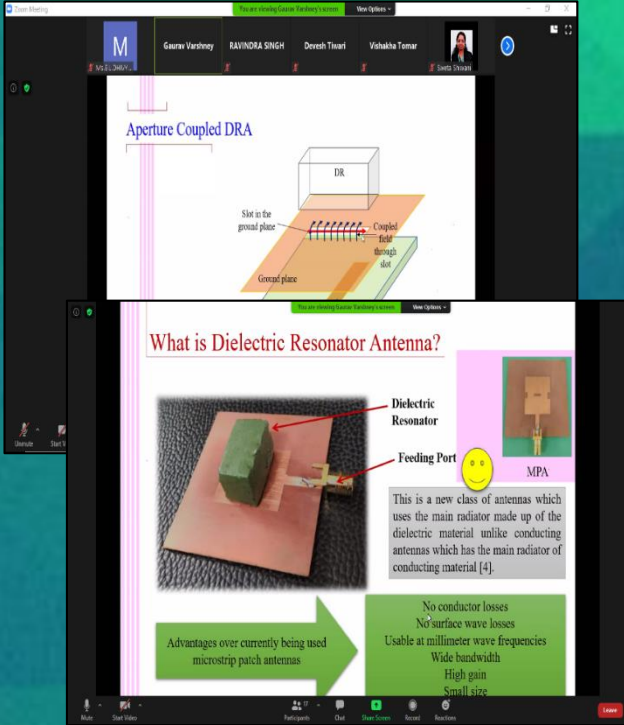 Zoom Meeting
You are viewing Gaurav Varshney's screen
View Options
M
Gaurav Varshney
RAVINDRA SINGH
Devesh Tiwari
Vishakha Tomar
Sweta Shivani
Aperture Coupled DRA
DR
Slot in the
ground plane
Coupled
field
through
slot
Ground plane
Unmute
You are viewing Gaurav Varshney's screen
View Options
What is Dielectric Resonator Antenna?
Dielectric
Resonator
Feeding Port
MPA
This is a new class of antennas which
uses the main radiator made up of the
dielectric material unlike conducting
antennas which has the main radiator of
conducting material [4].
Advantages over currently being used
microstrip patch antennas
No conductor losses
No surface wave losses
Usable at millimeter wave frequencies
Wide bandwidth
High gain
Small size
Mute
Start Video
Participants
Chat
Share Screen
Record
Reactions
Leave